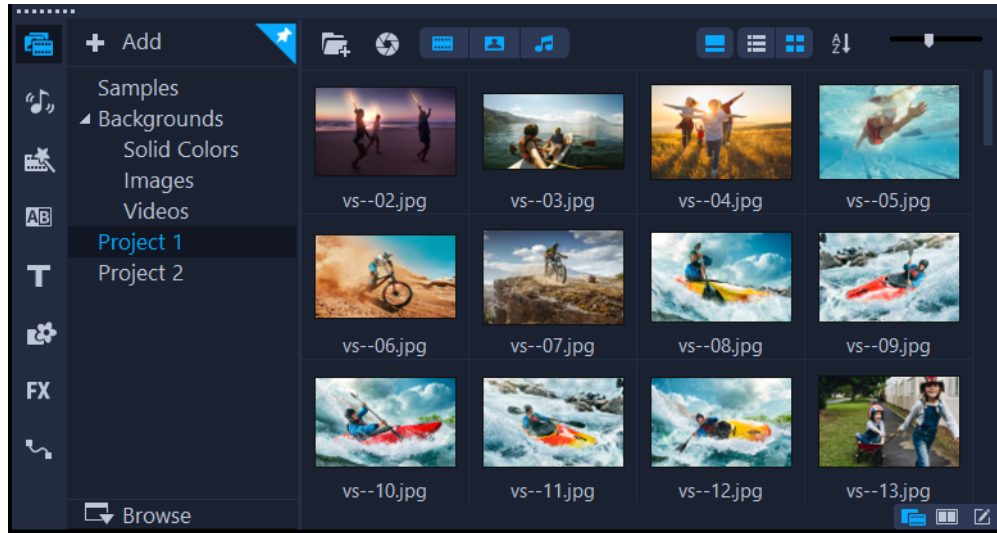 Add
Samples
Backgrounds
Solid Colors
Images
Videos
Project 1
Project 2
Browse
AB
T
FX
A
Z
vs--02.jpg vs--03.jpg vs--04.jpg vs--05.jpg
vs--06.jpg vs--07.jpg vs--08.jpg vs--09.jpg
vs--10.jpg vs--11.jpg vs--12.jpg vs--13.jpg